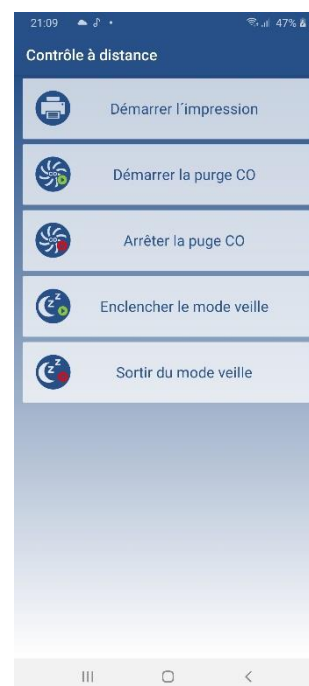 21:09 47%
Contrôle à distance
Démarrer l´impression
Démarrer la purge CO
Arrêter la puge CO
Enclencher le mode veille
Sortir du mode veille